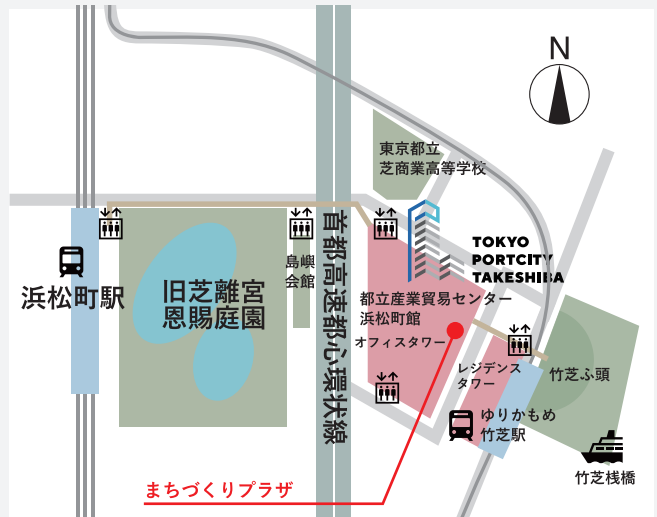 N
東京都立
芝商業高等学校
TOKYO
PORTCITY
TAKESHIBA
島嶼
会館
首都高速都心環状線
浜松町駅
旧芝離宮
恩賜庭園
都立産業貿易センター
浜松町館
オフィスタワー
レジデンス
タワー
竹芝ふ頭
ゆりかもめ
竹芝駅
竹芝桟橋
まちづくりプラザ